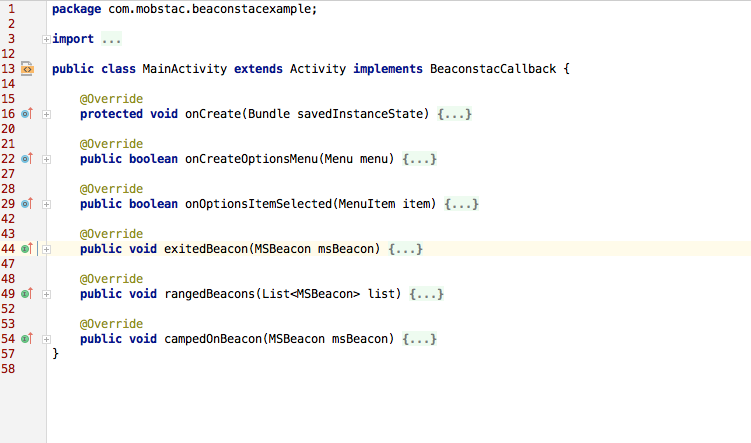 1 package com.mobstac.beaconstacexample;
2
3 import ...
12
13 public class MainActivity extends Activity implements BeaconstacCallback {
14
15 @Override
16 protected void onCreate(Bundle savedInstanceState) {...}
20
21 @Override
22 public boolean onCreateOptionsMenu(Menu menu) {...}
27
28 @Override
29 public boolean onOptionsItemSelected(MenuItem item) {...}
42
43 @Override
44 public void exitedBeacon(MSBeacon msBeacon) {...}
47
48 @Override
49 public void rangedBeacons(List<MSBeacon> list) {...}
52
53 @Override
54 public void campedOnBeacon(MSBeacon msBeacon) {...}
57 }
58